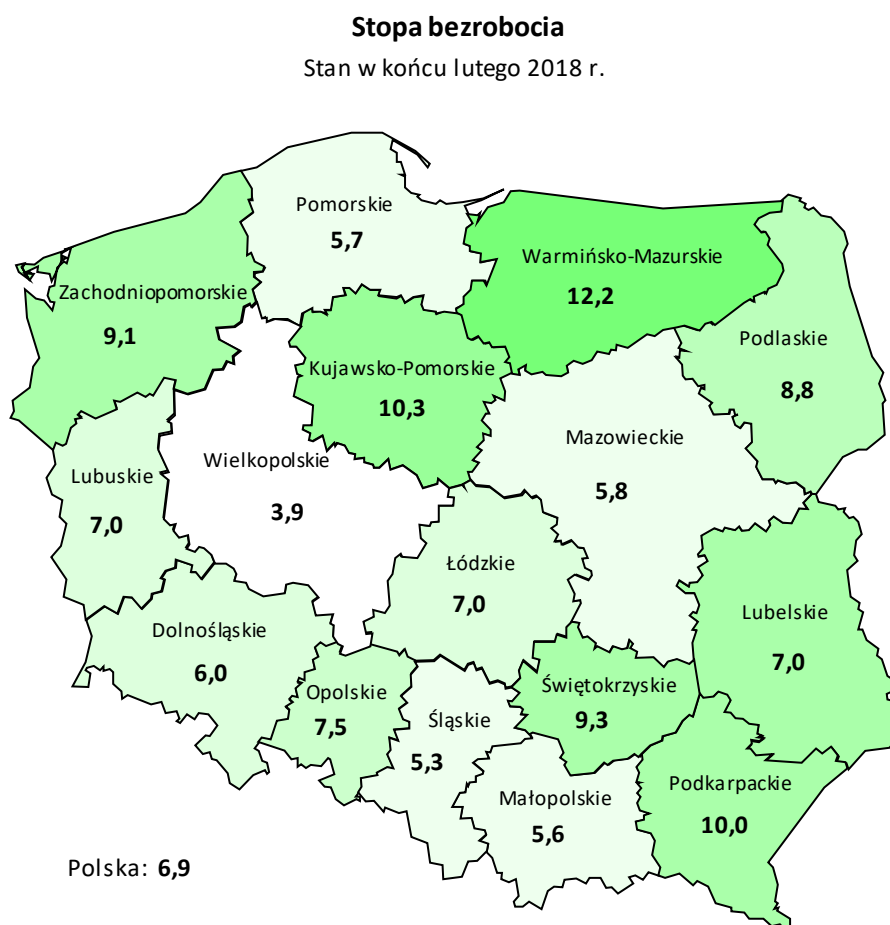 Stopa bezrobocia
Stan w końcu lutego 2018 r.
Pomorskie
5,7
Warmińsko-Mazurskie
12,2
Zachodniopomorskie
9,1
Podlaskie
8,8
Kujawsko-Pomorskie
10,3
Mazowieckie
5,8
Wielkopolskie
3,9
Lubuskie
7,0
Łódzkie
7,0
Lubelskie
7,0
Dolnośląskie
6,0
Opolskie
7,5
Śląskie
5,3
Świętokrzyskie
9,3
Małopolskie
5,6
Podkarpackie
10,0
Polska: 6,9